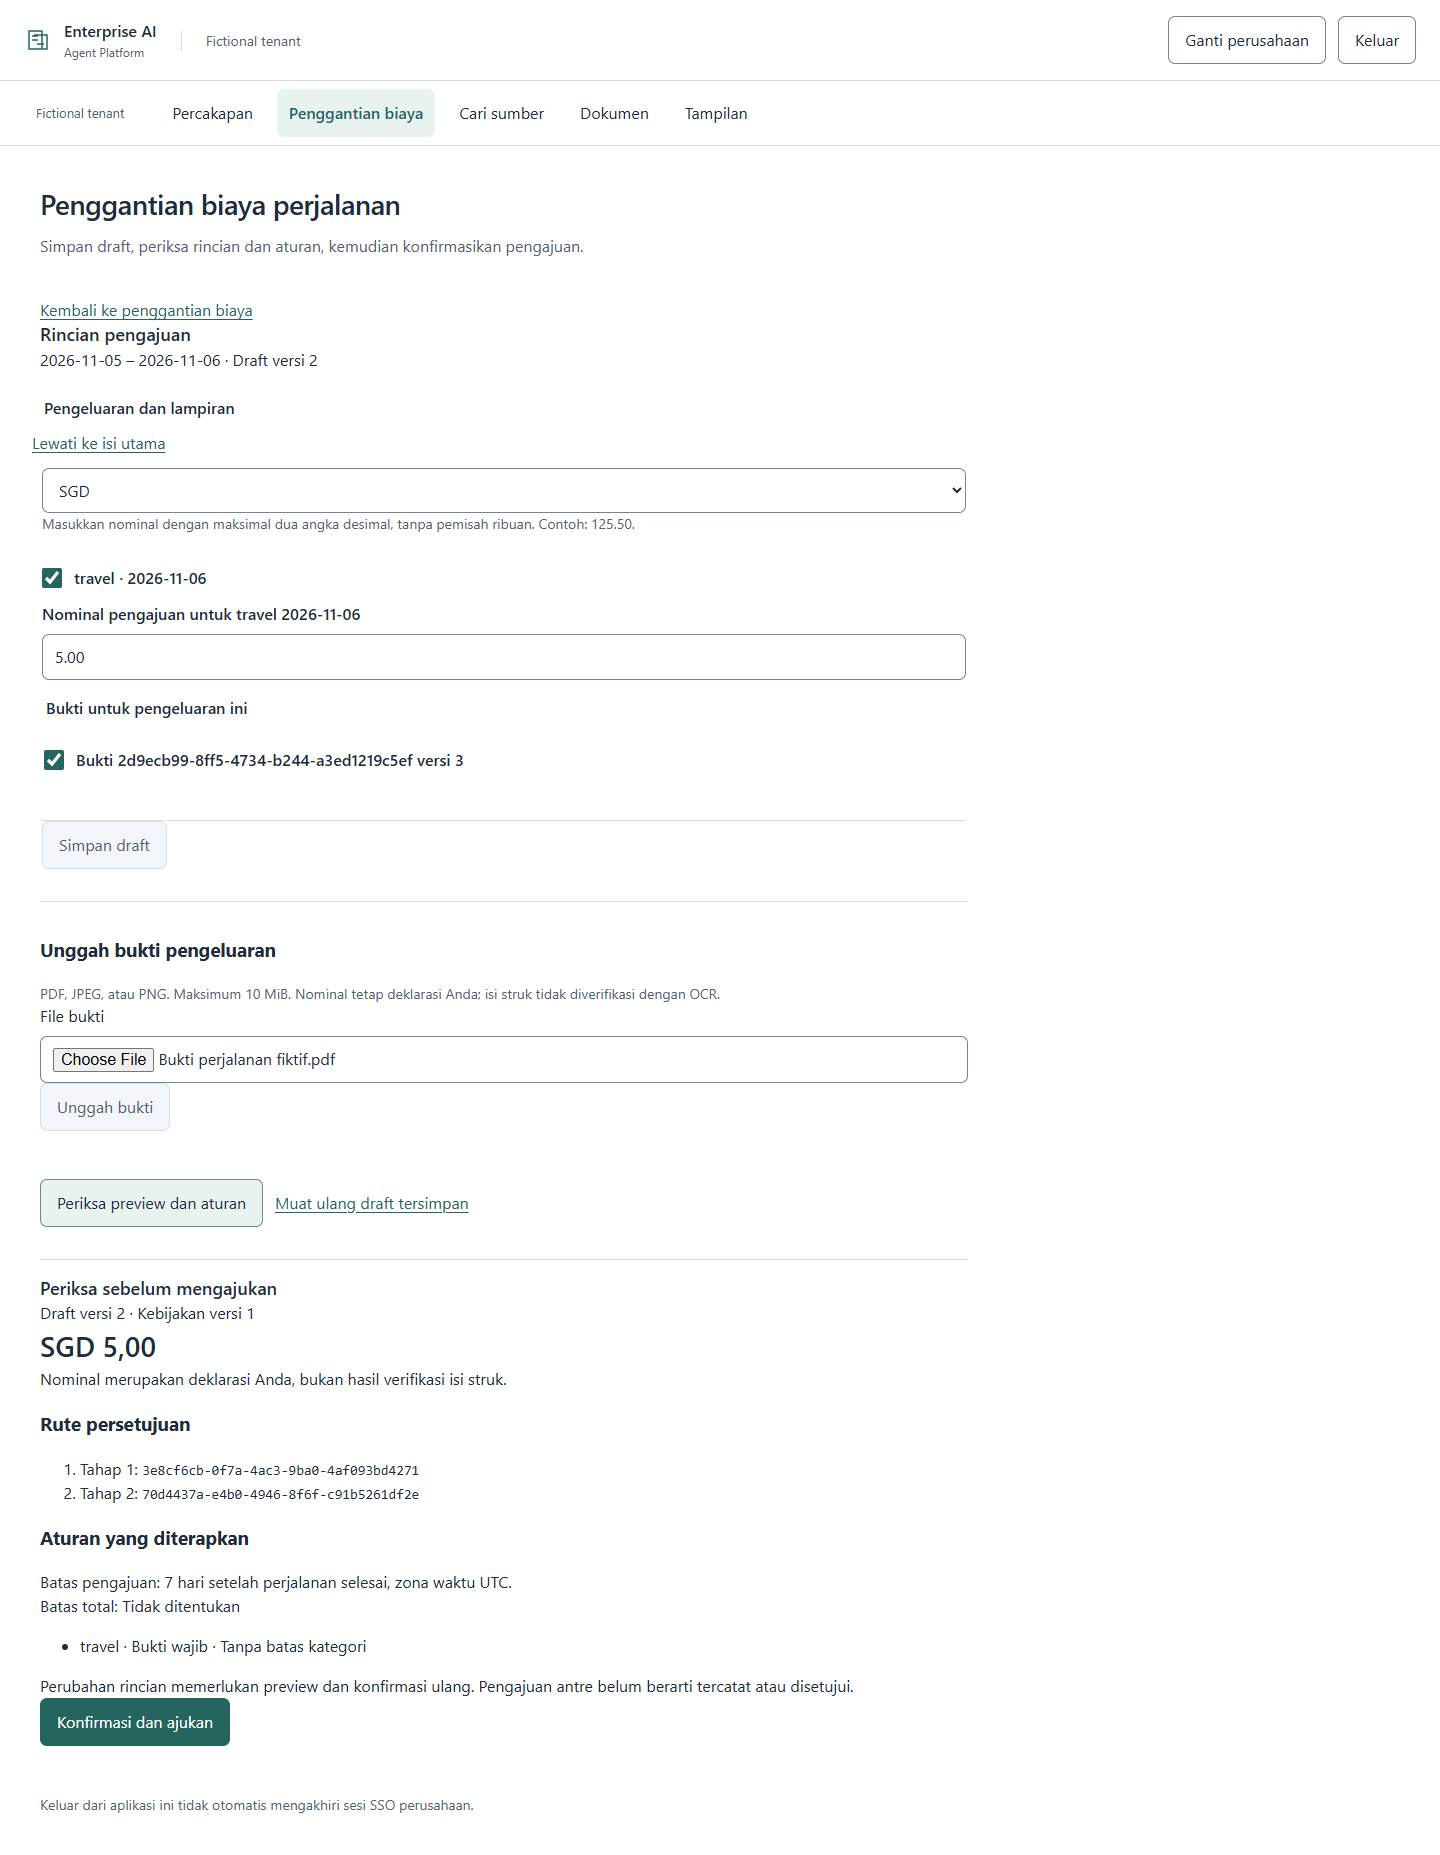 Enterprise AI
Agent Platform
Fictional tenant
Ganti perusahaan
Keluar
Fictional tenant
Percakapan
Penggantian biaya
Cari sumber
Dokumen
Tampilan
Penggantian biaya perjalanan
Simpan draft, periksa rincian dan aturan, kemudian konfirmasikan pengajuan.
Kembali ke penggantian biaya
Rincian pengajuan
2026-11-05 – 2026-11-06 · Draft versi 2
Pengeluaran dan lampiran
Lewati ke isi utama
SGD
Masukkan nominal dengan maksimal dua angka desimal, tanpa pemisah ribuan. Contoh: 125.50.
travel · 2026-11-06
Nominal pengajuan untuk travel 2026-11-06
5.00
Bukti untuk pengeluaran ini
Bukti 2d9ecb99-8ff5-4734-b244-a3ed1219c5ef versi 3
Simpan draft
Unggah bukti pengeluaran
PDF, JPEG, atau PNG. Maksimum 10 MiB. Nominal tetap deklarasi Anda; isi struk tidak diverifikasi dengan OCR.
File bukti
Choose File Bukti perjalanan fiktif.pdf
Unggah bukti
Periksa preview dan aturan
Muat ulang draft tersimpan
Periksa sebelum mengajukan
Draft versi 2 · Kebijakan versi 1
SGD 5,00
Nominal merupakan deklarasi Anda, bukan hasil verifikasi isi struk.
Rute persetujuan
1. Tahap 1: 3e8cf6cb-0f7a-4ac3-9ba0-4af093bd4271
2. Tahap 2: 70d4437a-e4b0-4946-8f6f-c91b5261df2e
Aturan yang diterapkan
Batas pengajuan: 7 hari setelah perjalanan selesai, zona waktu UTC.
Batas total: Tidak ditentukan
• travel · Bukti wajib · Tanpa batas kategori
Perubahan rincian memerlukan preview dan konfirmasi ulang. Pengajuan antre belum berarti tercatat atau disetujui.
Konfirmasi dan ajukan
Keluar dari aplikasi ini tidak otomatis mengakhiri sesi SSO perusahaan.